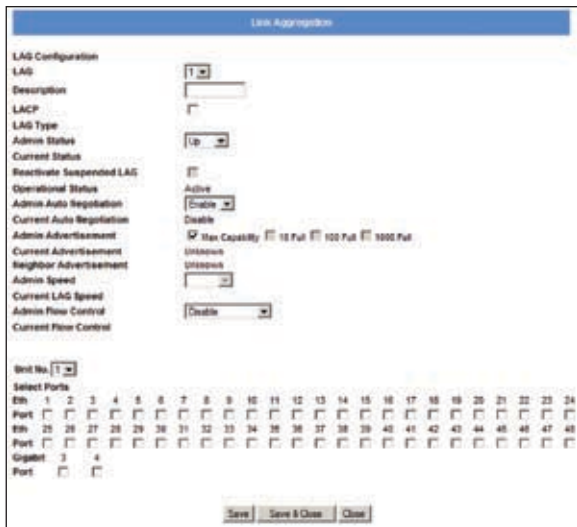 Link Aggregation
LAG Configuration
LAG 1
Description
LACP
LAG Type
Admin Status Up
Current Status
Reactivate Suspended LAG
Operational Status Active
Admin Auto Negotiation Enable
Current Auto Negotiation Disable
Admin Advertisement Max Capability 10 Full 100 Full 1000 Full
Current Advertisement Unknown
Neighbor Advertisement Unknown
Admin Speed
Current LAG Speed
Admin Flow Control Disable
Current Flow Control
Unit No. 1
Select Ports
Eth 1 2 3 4 5 6 7 8 9 10 11 12 13 14 15 16 17 18 19 20 21 22 23 24
Port
Eth 25 26 27 28 29 30 31 32 33 34 35 36 37 38 39 40 41 42 43 44 45 46 47 48
Port
Gigabit 3 4
Port
Save Save & Close Close